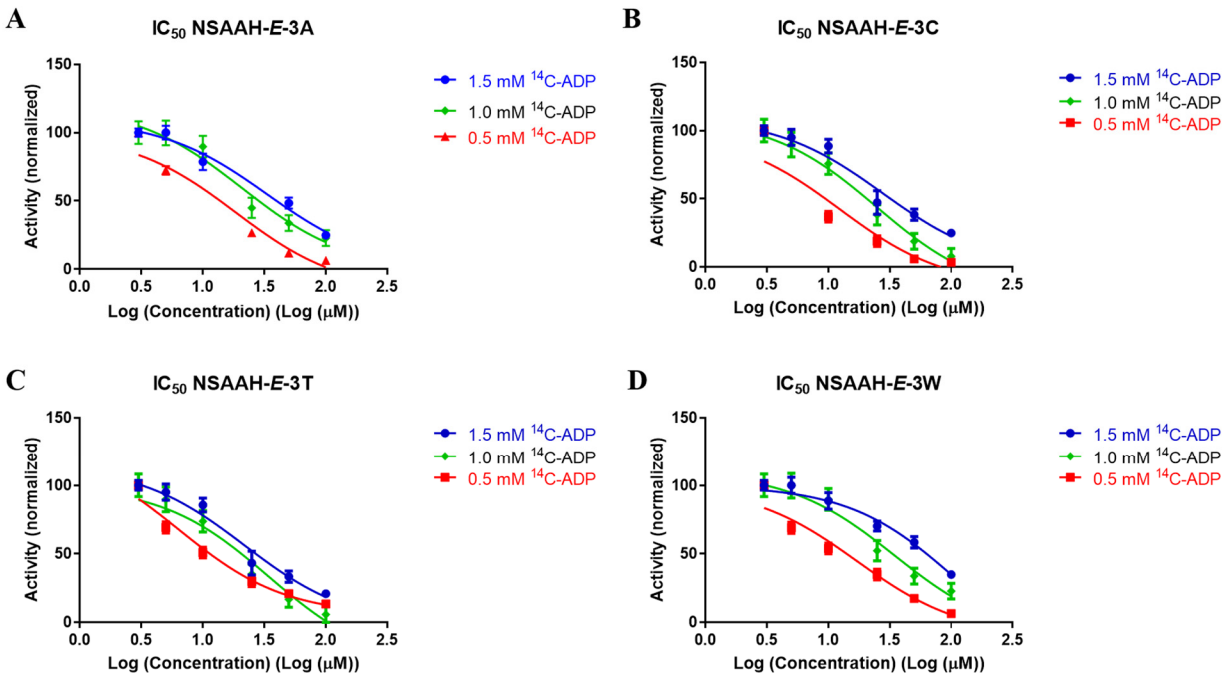 A
IC50 NSAAH-E-3A
Activity (normalized)
150
100
50
0
0.0 0.5 1.0 1.5 2.0 2.5
Log (Concentration) (Log (μM))
1.5 mM 14C-ADP
1.0 mM 14C-ADP
0.5 mM 14C-ADP
B
IC50 NSAAH-E-3C
Activity (normalized)
150
100
50
0
0.0 0.5 1.0 1.5 2.0 2.5
Log (Concentration) (Log (μM))
1.5 mM 14C-ADP
1.0 mM 14C-ADP
0.5 mM 14C-ADP
C
IC50 NSAAH-E-3T
Activity (normalized)
150
100
50
0
0.0 0.5 1.0 1.5 2.0 2.5
Log (Concentration) (Log (μM))
1.5 mM 14C-ADP
1.0 mM 14C-ADP
0.5 mM 14C-ADP
D
IC50 NSAAH-E-3W
Activity (normalized)
150
100
50
0
0.0 0.5 1.0 1.5 2.0 2.5
Log (Concentration) (Log (μM))
1.5 mM 14C-ADP
1.0 mM 14C-ADP
0.5 mM 14C-ADP